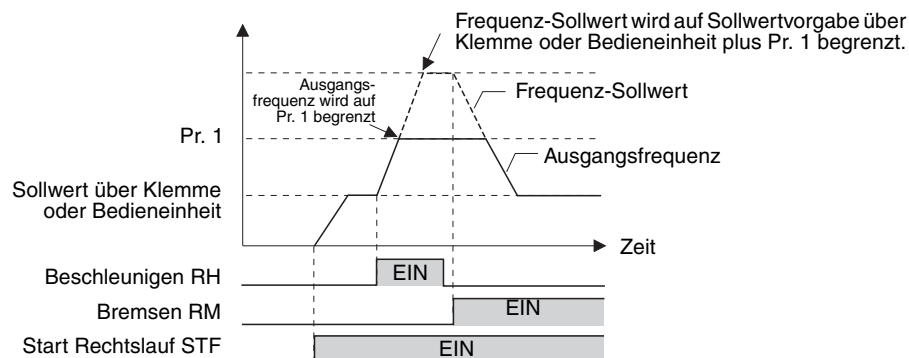 Frequenz-Sollwert wird auf Sollwertvorgabe über
Klemme oder Bedieneinheit plus Pr. 1 begrenzt.
Ausgangs-
frequenz wird auf
Pr. 1 begrenzt
Frequenz-Sollwert
Pr. 1
Ausgangsfrequenz
Sollwert über Klemme
oder Bedieneinheit
Zeit
Beschleunigen RH
EIN
Bremsen RM
EIN
Start Rechtslauf STF
EIN